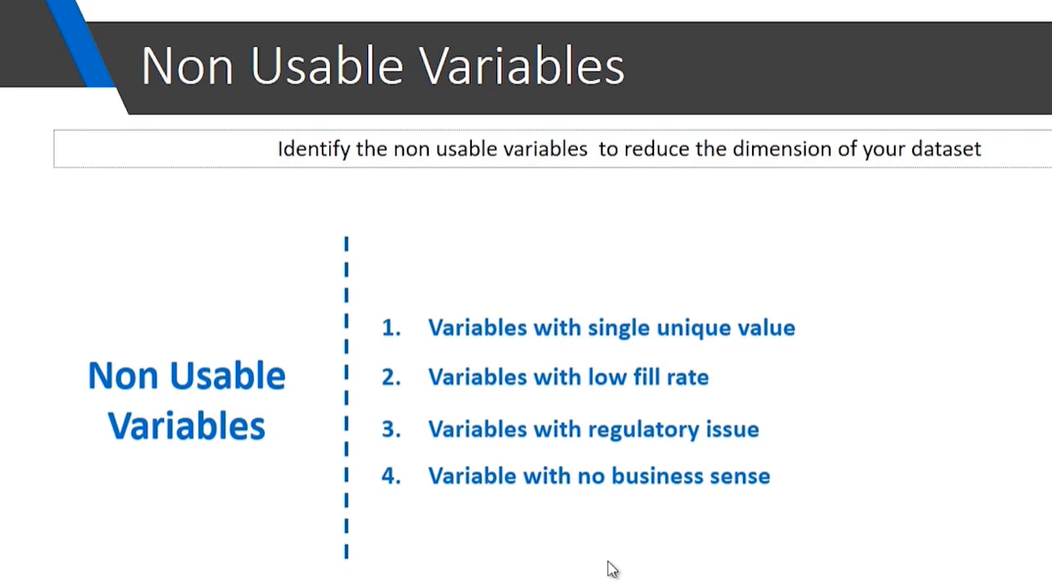 Non Usable Variables
Identify the non usable variables to reduce the dimension of your dataset
Non Usable
Variables
1. Variables with single unique value
2. Variables with low fill rate
3. Variables with regulatory issue
4. Variable with no business sense